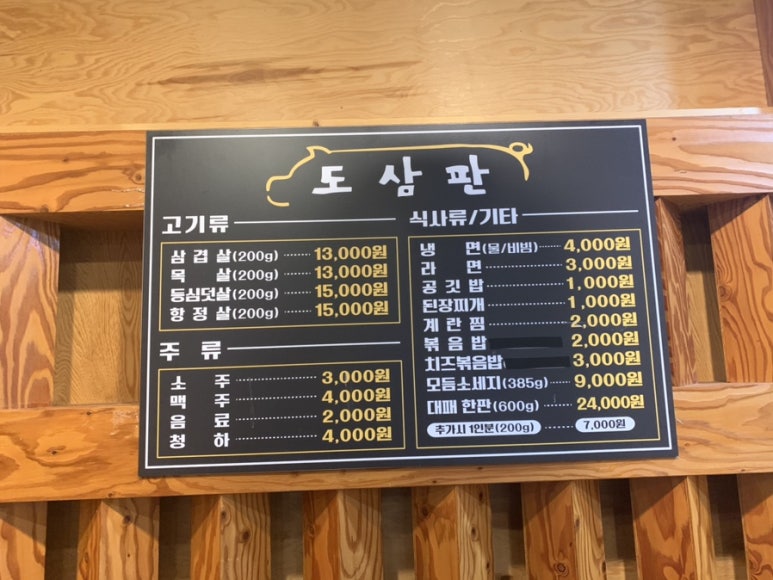 도삼판
고기류
삼겹살(200g) 13,000원
목살(200g) 13,000원
등심덧살(200g) 15,000원
항정살(200g) 15,000원
주류
소주 3,000원
맥주 4,000원
음료 2,000원
청하 4,000원
식사류/기타
냉면(물/비빔) 4,000원
라면 3,000원
공깃밥 1,000원
된장찌개 1,000원
계란찜 2,000원
볶음밥 2,000원
치즈볶음밥 3,000원
모듬소세지(385g) 9,000원
대패 한판(600g) 24,000원
추가시 1인분(200g) 7,000원